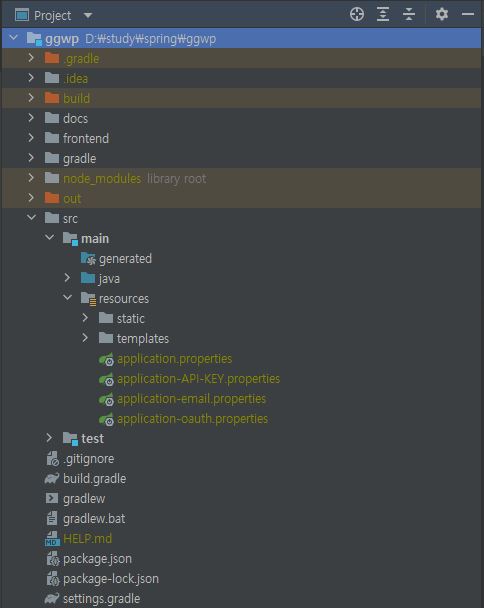 Project
ggwp D:₩study₩spring₩ggwp
.gradle
.idea
build
docs
frontend
gradle
node_modules library root
out
src
main
generated
java
resources
static
templates
application.properties
application-API-KEY.properties
application-email.properties
application-oauth.properties
test
.gitignore
build.gradle
gradlew
gradlew.bat
MD HELP.md
package.json
package-lock.json
settings.gradle